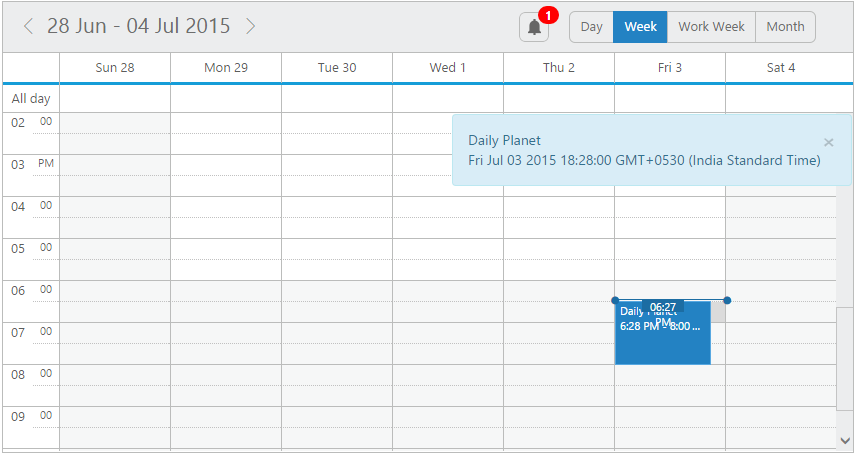 28 Jun - 04 Jul 2015
1
Day Week Work Week Month
Sun 28 Mon 29 Tue 30 Wed 1 Thu 2 Fri 3 Sat 4
All day
02 00
Daily Planet ×
Fri Jul 03 2015 18:28:00 GMT+0530 (India Standard Time)
03 PM
04 00
05 00
06 00
06:27
PM
Daily Planet
6:28 PM - 8:00 ...
07 00
08 00
09 00